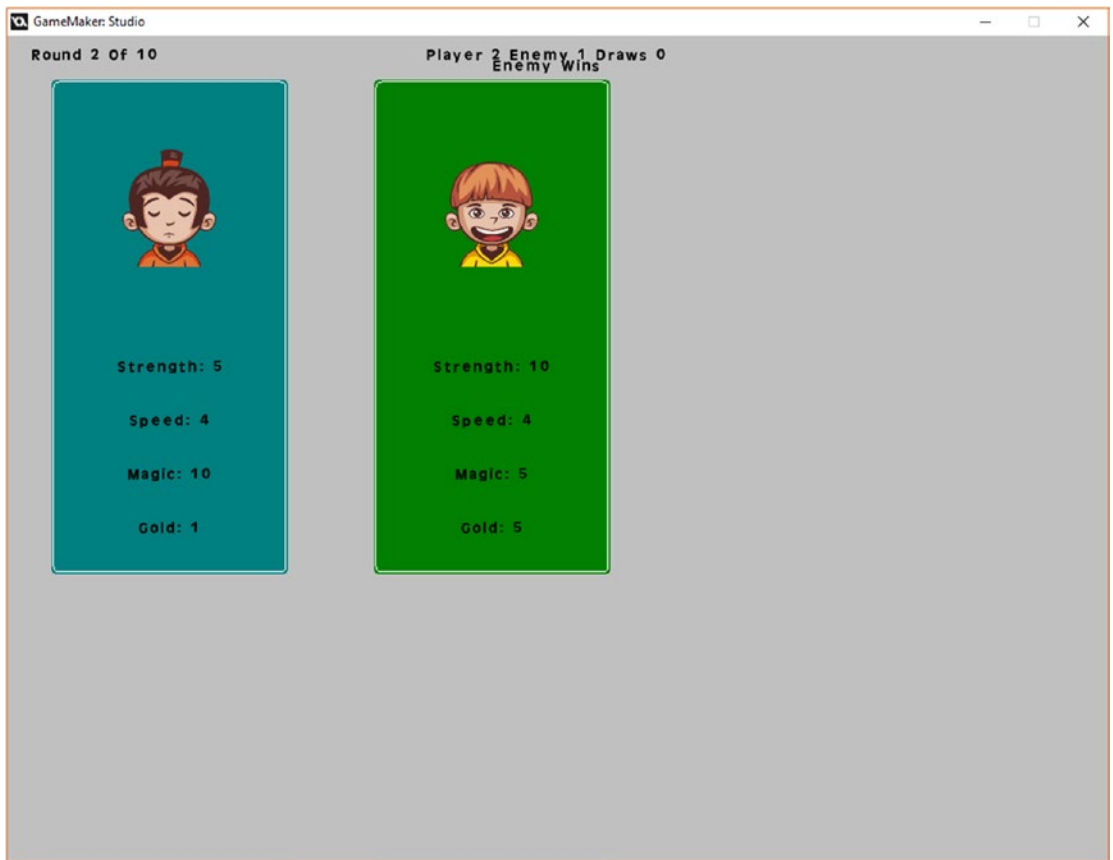 GameMaker: Studio
Round 2 Of 10
Player 2 Enemy 1 Draws 0
Enemy Wins
Strength: 5
Speed: 4
Magic: 10
Gold: 1
Strength: 10
Speed: 4
Magic: 5
Gold: 5